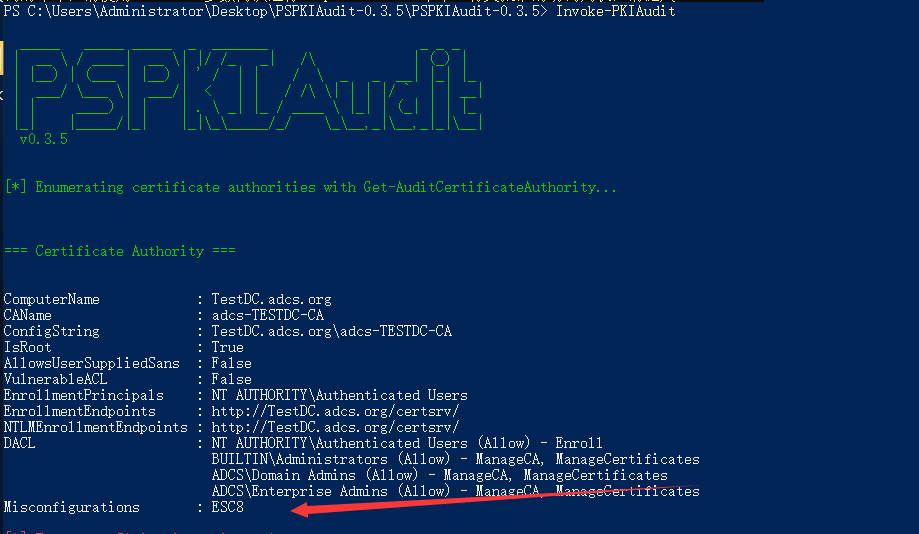 PS C:\Users\Administrator\Desktop\PSPKIAudit-0.3.5\PSPKIAudit-0.3.5> Invoke-PKIAudit
PSPKIAudit
v0.3.5
[*] Enumerating certificate authorities with Get-AuditCertificateAuthority...
=== Certificate Authority ===
ComputerName : TestDC.adcs.org
CAName : adcs-TESTDC-CA
ConfigString : TestDC.adcs.org\adcs-TESTDC-CA
IsRoot : True
AllowsUserSuppliedSans : False
VulnerableACL : False
EnrollmentPrincipals : NT AUTHORITY\Authenticated Users
EnrollmentEndpoints : http://TestDC.adcs.org/certsrv/
NTLMEnrollmentEndpoints : http://TestDC.adcs.org/certsrv/
DACL : NT AUTHORITY\Authenticated Users (Allow) - Enroll
BUILTIN\Administrators (Allow) - ManageCA, ManageCertificates
ADCS\Domain Admins (Allow) - ManageCA, ManageCertificates
ADCS\Enterprise Admins (Allow) - ManageCA, ManageCertificates
Misconfigurations : ESC8